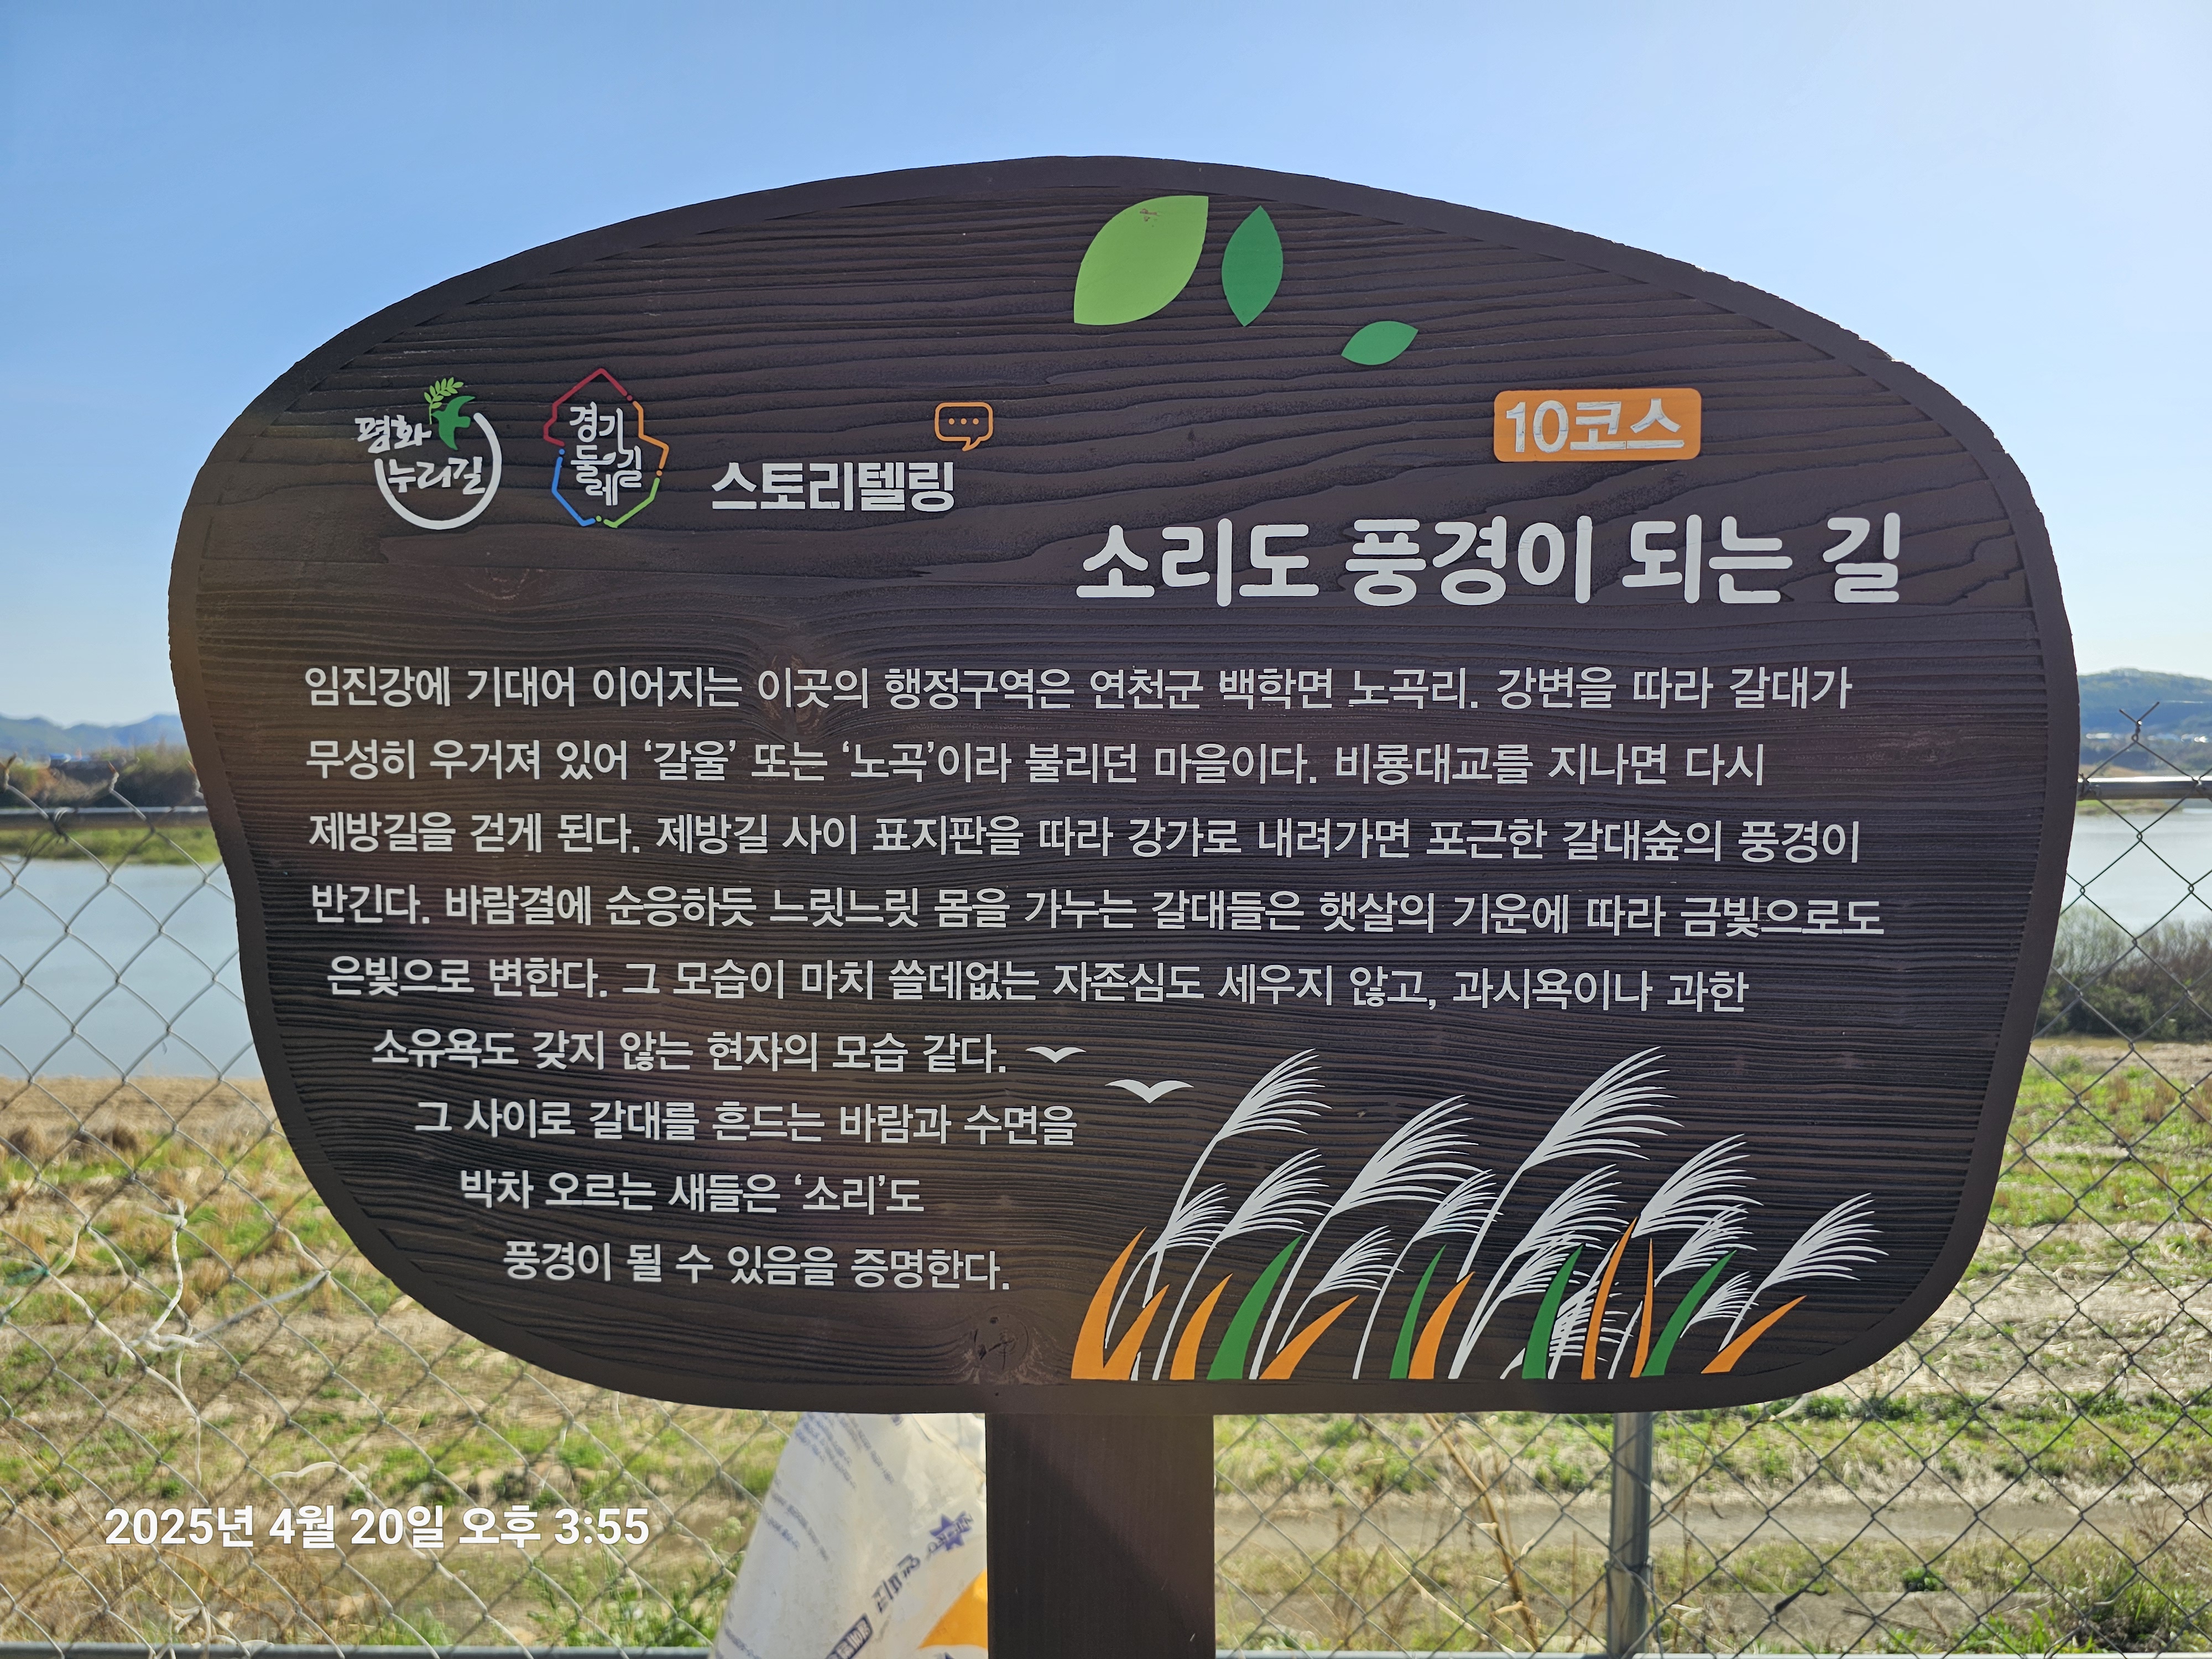 평화
누리길
경기
둘레길
스토리텔링
10코스
소리도 풍경이 되는 길
임진강에 기대어 이어지는 이곳의 행정구역은 연천군 백학면 노곡리. 강변을 따라 갈대가
무성히 우거져 있어 ‘갈울’ 또는 ‘노곡’이라 불리던 마을이다. 비룡대교를 지나면 다시
제방길을 걷게 된다. 제방길 사이 표지판을 따라 강가로 내려가면 포근한 갈대숲의 풍경이
반긴다. 바람결에 순응하듯 느릿느릿 몸을 가누는 갈대들은 햇살의 기운에 따라 금빛으로도
은빛으로 변한다. 그 모습이 마치 쓸데없는 자존심도 세우지 않고, 과시욕이나 과한
소유욕도 갖지 않는 현자의 모습 같다.
그 사이로 갈대를 흔드는 바람과 수면을
박차 오르는 새들은 ‘소리’도
풍경이 될 수 있음을 증명한다.
2025년 4월 20일 오후 3:55